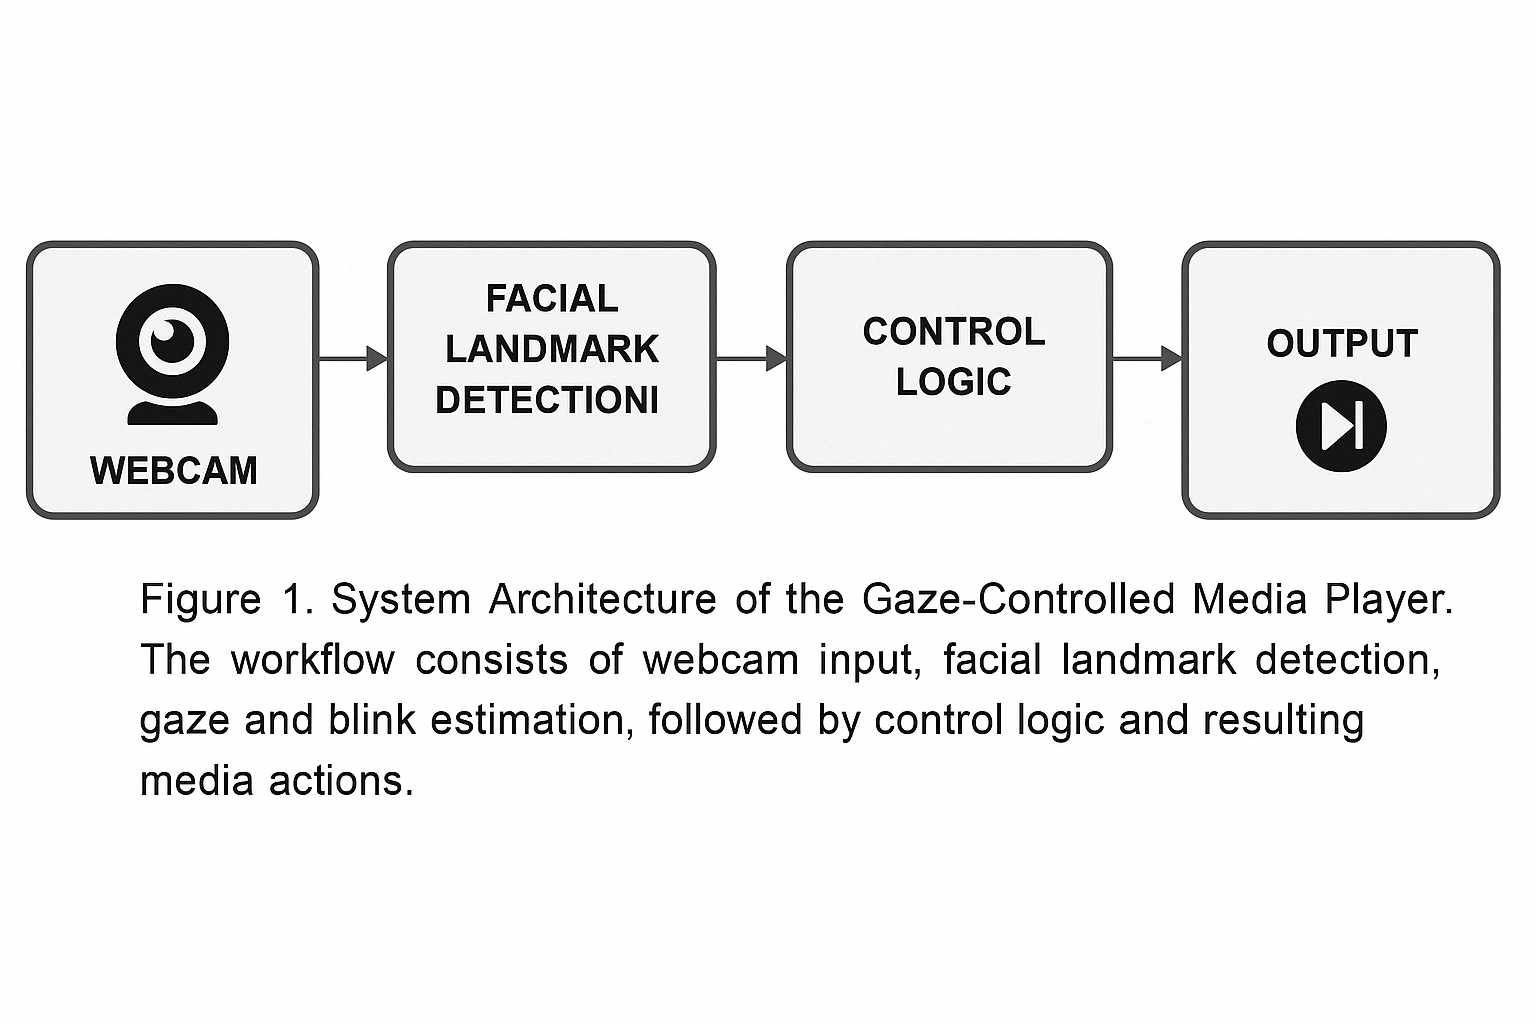 WEBCAM
FACIAL
LANDMARK
DETECTIONI
CONTROL
LOGIC
OUTPUT
Figure 1. System Architecture of the Gaze-Controlled Media Player.
The workflow consists of webcam input, facial landmark detection,
gaze and blink estimation, followed by control logic and resulting
media actions.